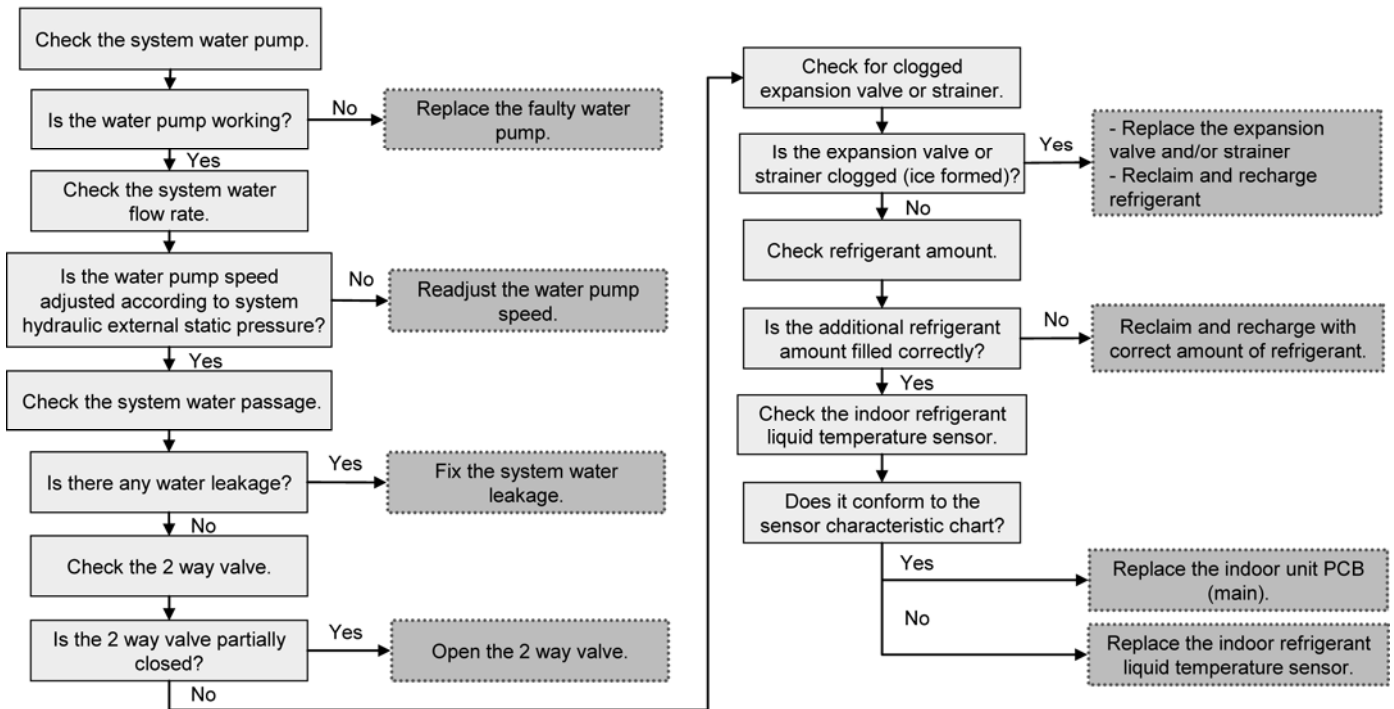 Check the system water pump.
Is the water pump working?
No
Replace the faulty water
pump.
Yes
Check the system water
flow rate.
Is the water pump speed
adjusted according to system
hydraulic external static pressure?
No
Readjust the water pump
speed.
Yes
Check the system water passage.
Is there any water leakage?
Yes
Fix the system water
leakage.
No
Check the 2 way valve.
Is the 2 way valve partially
closed?
Yes
Open the 2 way valve.
No
Check for clogged
expansion valve or strainer.
Is the expansion valve or
strainer clogged (ice formed)?
Yes
- Replace the expansion
valve and/or strainer
- Reclaim and recharge
refrigerant
No
Check refrigerant amount.
Is the additional refrigerant
amount filled correctly?
No
Reclaim and recharge with
correct amount of refrigerant.
Yes
Check the indoor refrigerant
liquid temperature sensor.
Does it conform to the
sensor characteristic chart?
Yes
Replace the indoor unit PCB
(main).
No
Replace the indoor refrigerant
liquid temperature sensor.